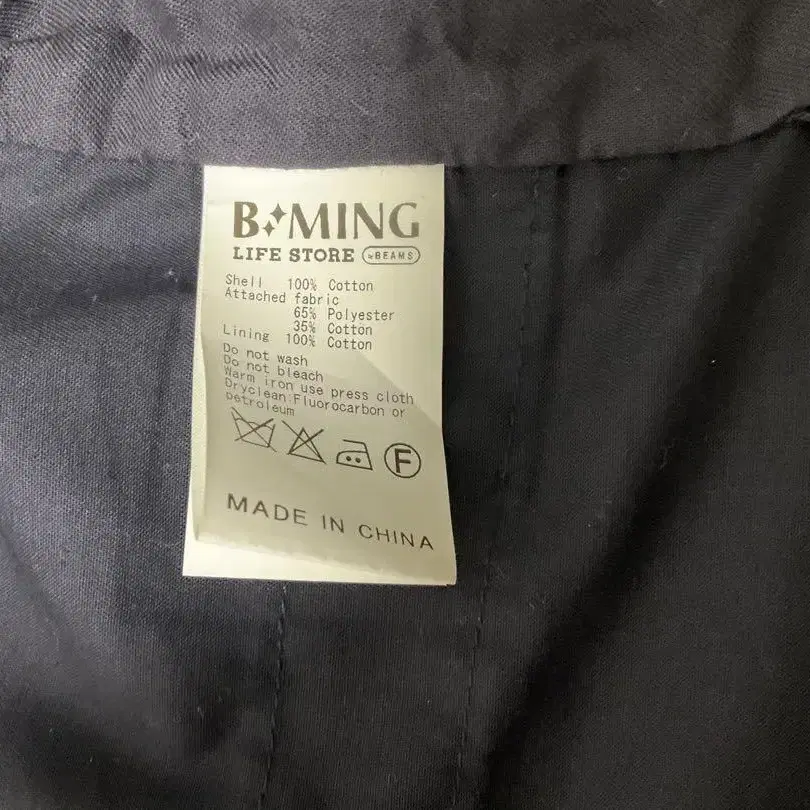 B MING
LIFE STORE by BEAMS
Shell 100% Cotton
Attached fabric
65% Polyester
35% Cotton
Lining 100% Cotton
Do not wash
Do not bleach
Warm iron use press cloth
Dryclean:Fluorocarbon or
petroleum
F
MADE IN CHINA